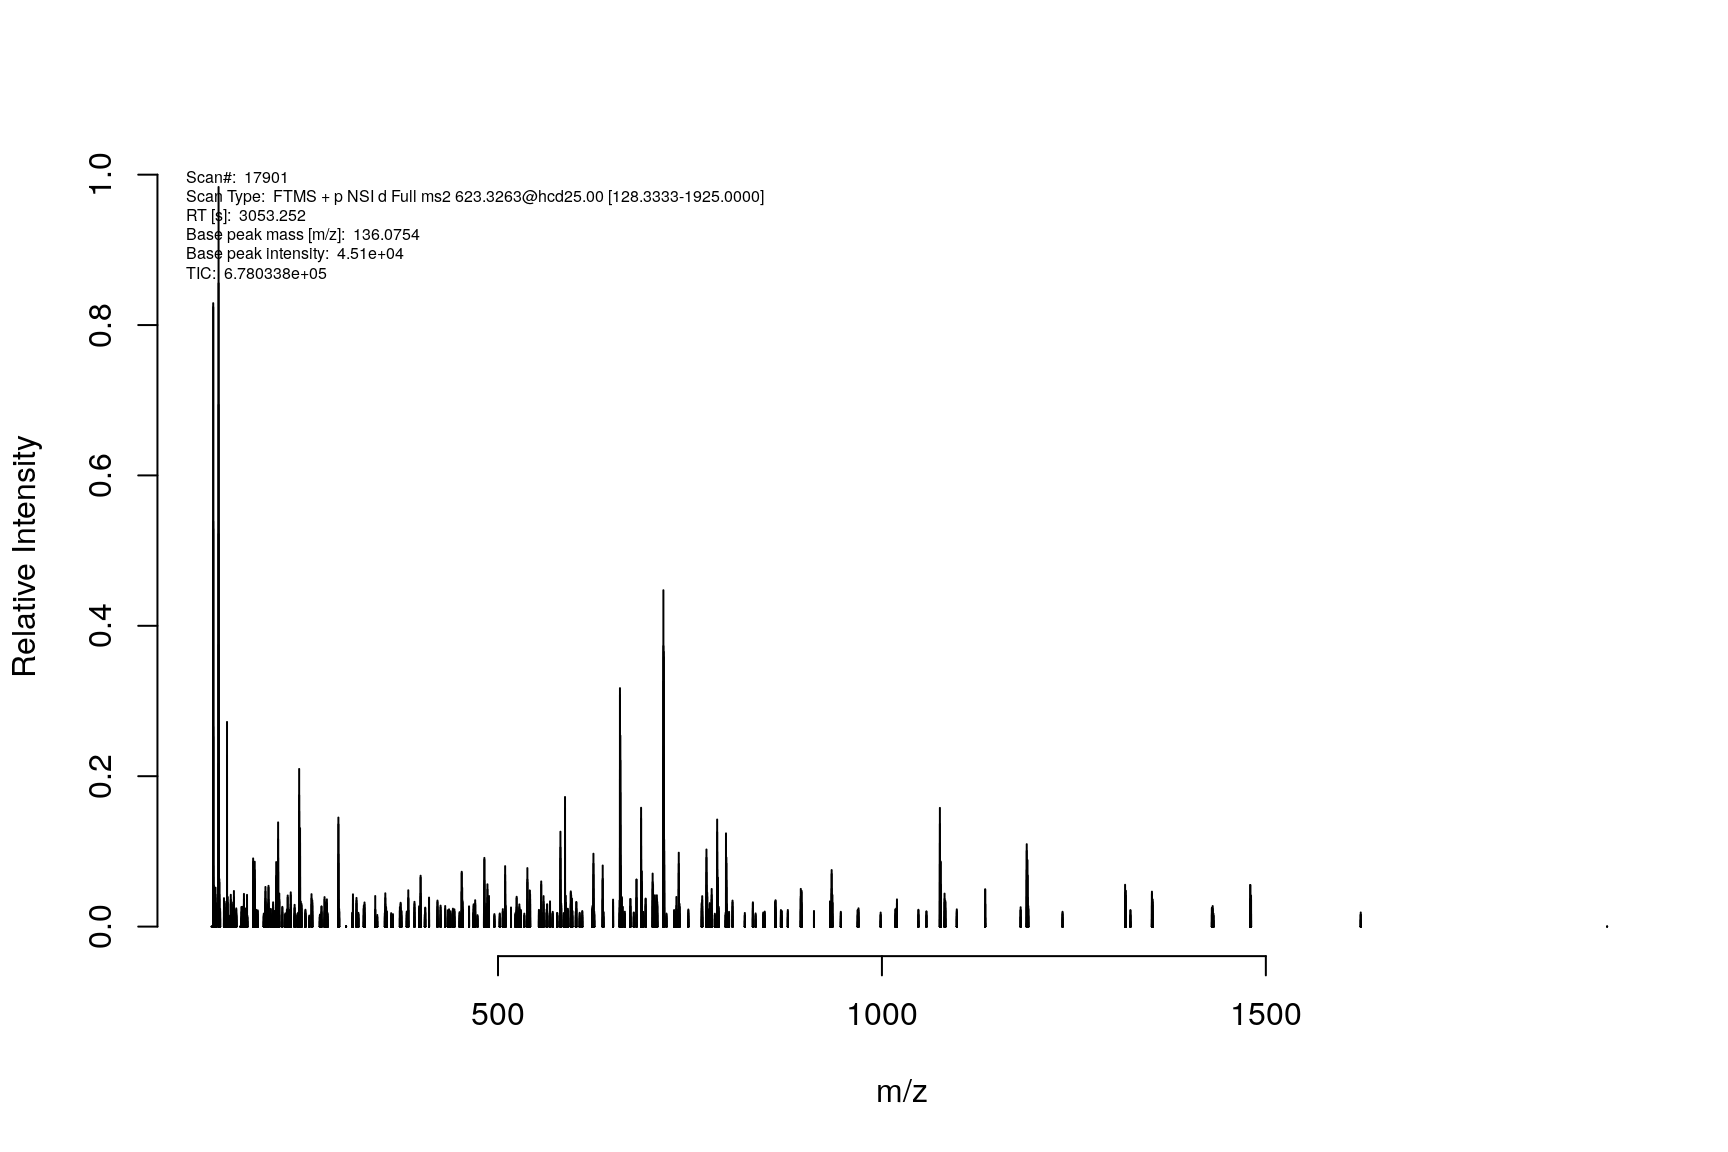 Scan#: 17901
Scan Type: FTMS + p NSI d Full ms2 623.3263@hcd25.00 [128.3333-1925.0000]
RT [s]: 3053.252
Base peak mass [m/z]: 136.0754
Base peak intensity: 4.51e+04
TIC: 6.780338e+05
1.0
0.8
0.6
0.4
0.2
0.0
Relative Intensity
500 1000 1500
m/z